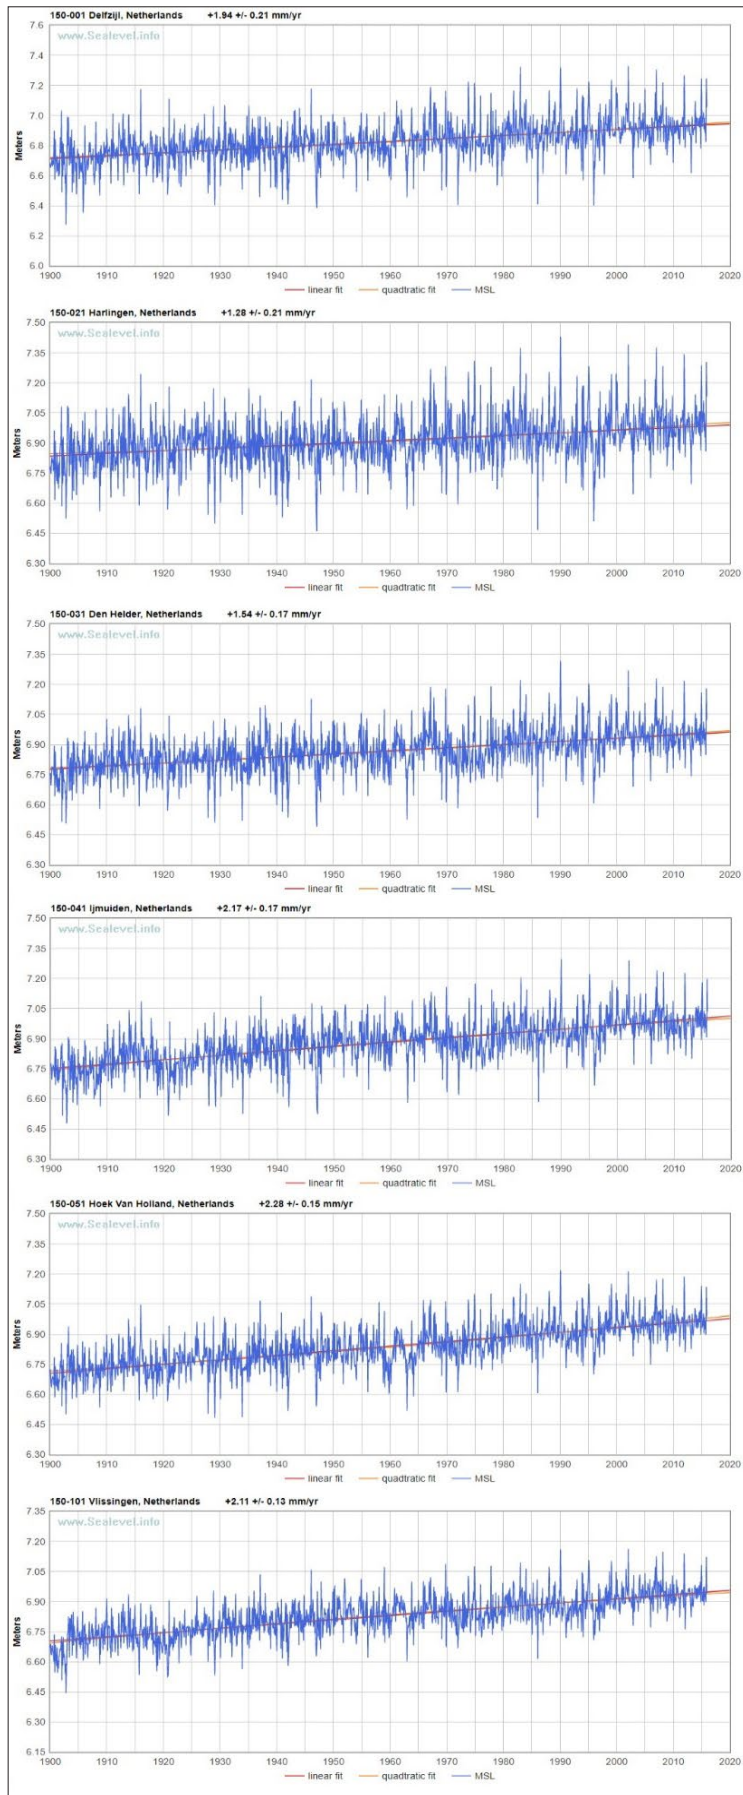 150-001 Delfzijl, Netherlands +1.94 +/- 0.21 mm/yr
7.6
www.Sealevel.info
7.4
7.2
7.0
Meters
6.8
6.6
6.4
6.2
6.0
1900 1910 1920 1930 1940 1950 1960 1970 1980 1990 2000 2010 2020
linear fit quadratic fit MSL
150-021 Harlingen, Netherlands +1.28 +/- 0.21 mm/yr
7.50
www.Sealevel.info
7.35
7.20
7.05
Meters
6.90
6.75
6.60
6.45
6.30
1900 1910 1920 1930 1940 1950 1960 1970 1980 1990 2000 2010 2020
linear fit quadratic fit MSL
150-031 Den Helder, Netherlands +1.54 +/- 0.17 mm/yr
7.50
www.Sealevel.info
7.35
7.20
7.05
Meters
6.90
6.75
6.60
6.45
6.30
1900 1910 1920 1930 1940 1950 1960 1970 1980 1990 2000 2010 2020
linear fit quadratic fit MSL
150-041 Ijmuiden, Netherlands +2.17 +/- 0.17 mm/yr
7.50
www.Sealevel.info
7.35
7.20
7.05
Meters
6.90
6.75
6.60
6.45
6.30
1900 1910 1920 1930 1940 1950 1960 1970 1980 1990 2000 2010 2020
linear fit quadratic fit MSL
150-051 Hoek Van Holland, Netherlands +2.28 +/- 0.15 mm/yr
7.50
www.Sealevel.info
7.35
7.20
7.05
Meters
6.90
6.75
6.60
6.45
6.30
1900 1910 1920 1930 1940 1950 1960 1970 1980 1990 2000 2010 2020
linear fit quadratic fit MSL
150-101 Vlissingen, Netherlands +2.11 +/- 0.13 mm/yr
7.35
www.Sealevel.info
7.20
7.05
6.90
Meters
6.75
6.60
6.45
6.30
6.15
1900 1910 1920 1930 1940 1950 1960 1970 1980 1990 2000 2010 2020
linear fit quadratic fit MSL